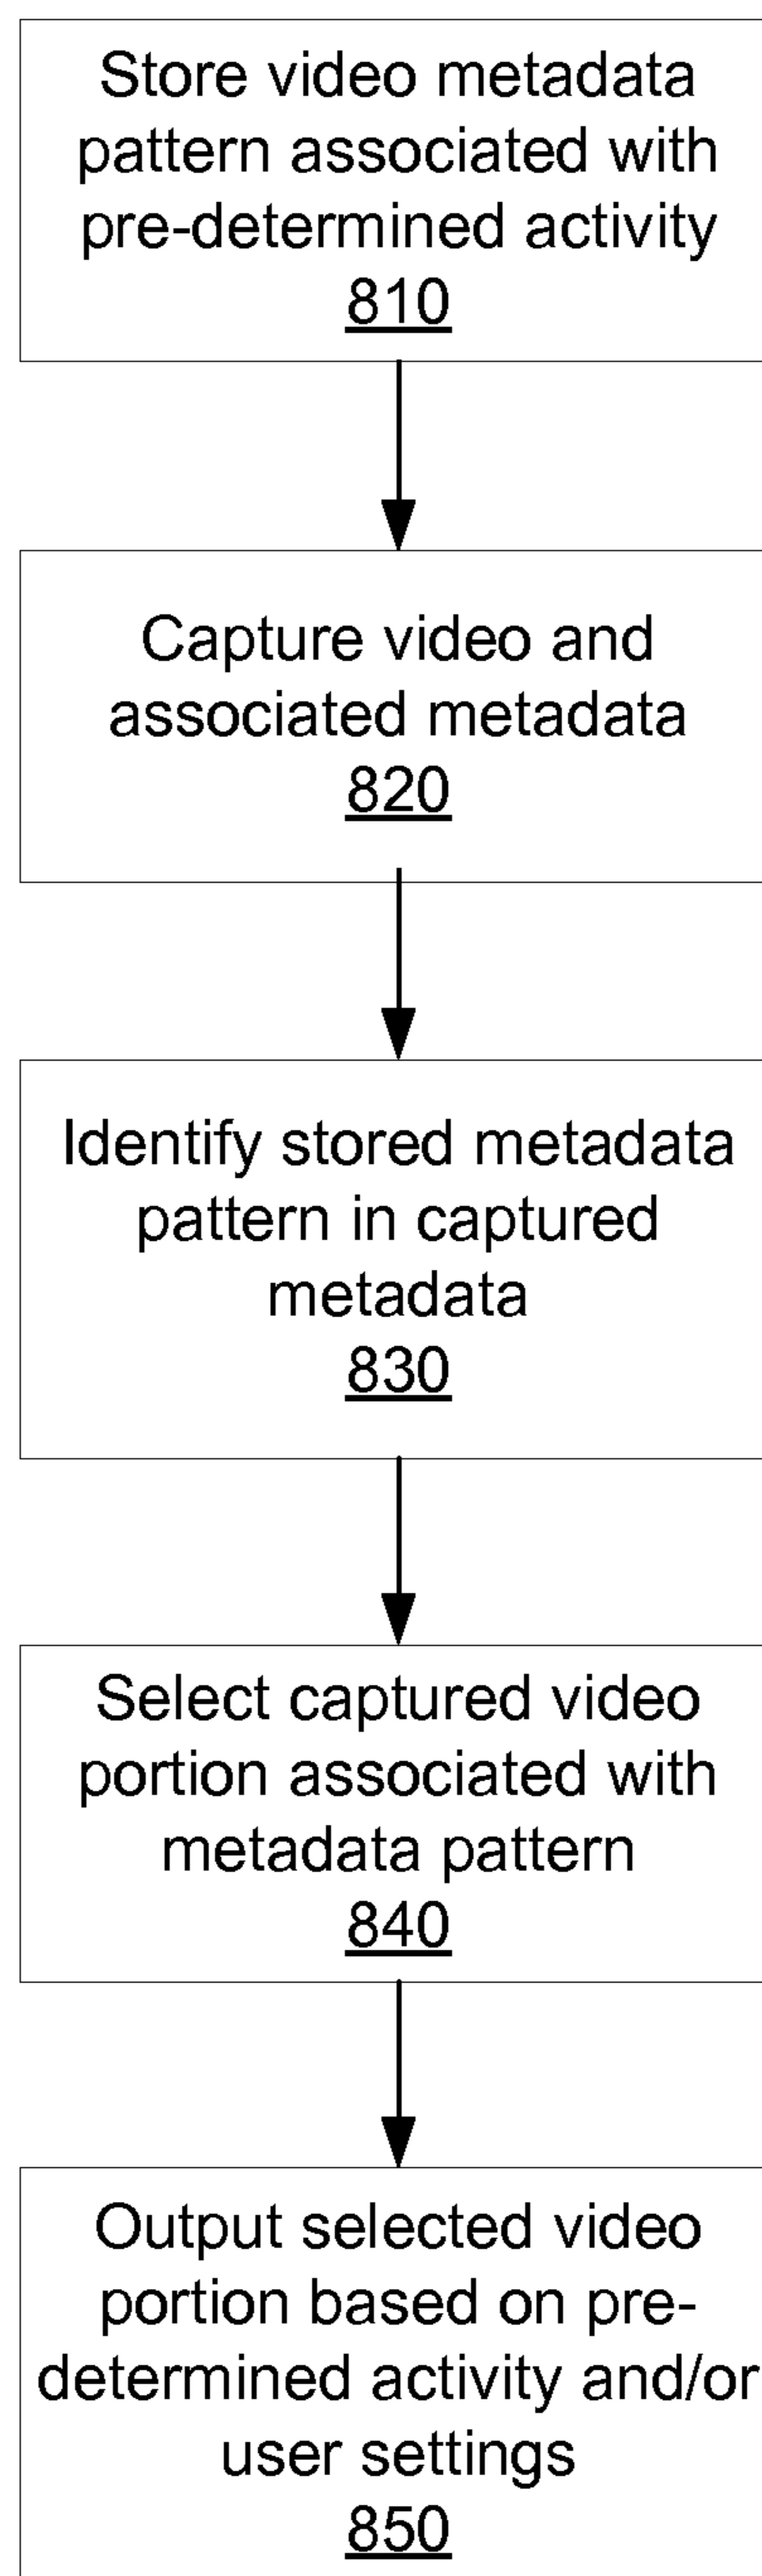 Store video metadata
pattern associated with
pre-determined activity
810
Capture video and
associated metadata
820
Identify stored metadata
pattern in captured
metadata
830
Select captured video
portion associated with
metadata pattern
840
Output selected video
portion based on pre-
determined activity and/or
user settings
850